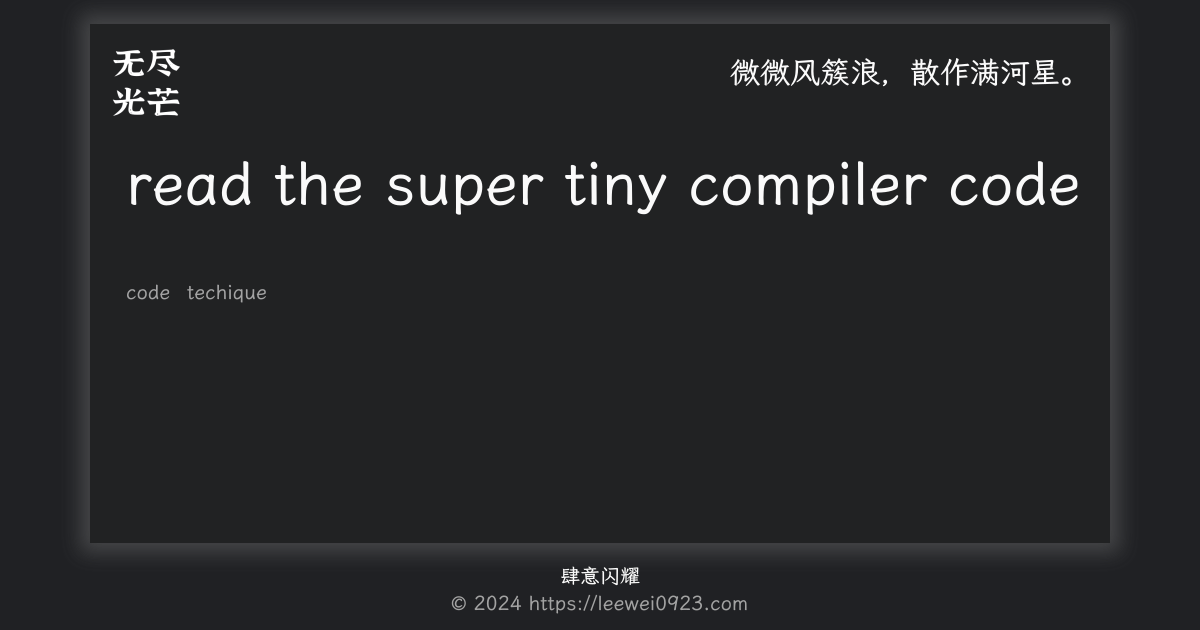 无尽
光芒
微微风簇浪，散作满河星。
read the super tiny compiler code
code techique
肆意闪耀
© 2024 https://leewei0923.com